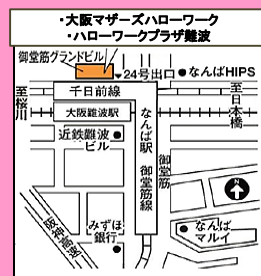 ・大阪マザーズハローワーク
・ハローワークプラザ難波
御堂筋グランドビル
24号出口
なんばHIPS
至桜川
千日前線
至日本橋
大阪難波駅
近鉄難波
ビル
なんば駅
御堂筋線
御堂筋
阪神高速
みずほ
銀行
なんば
マルイ